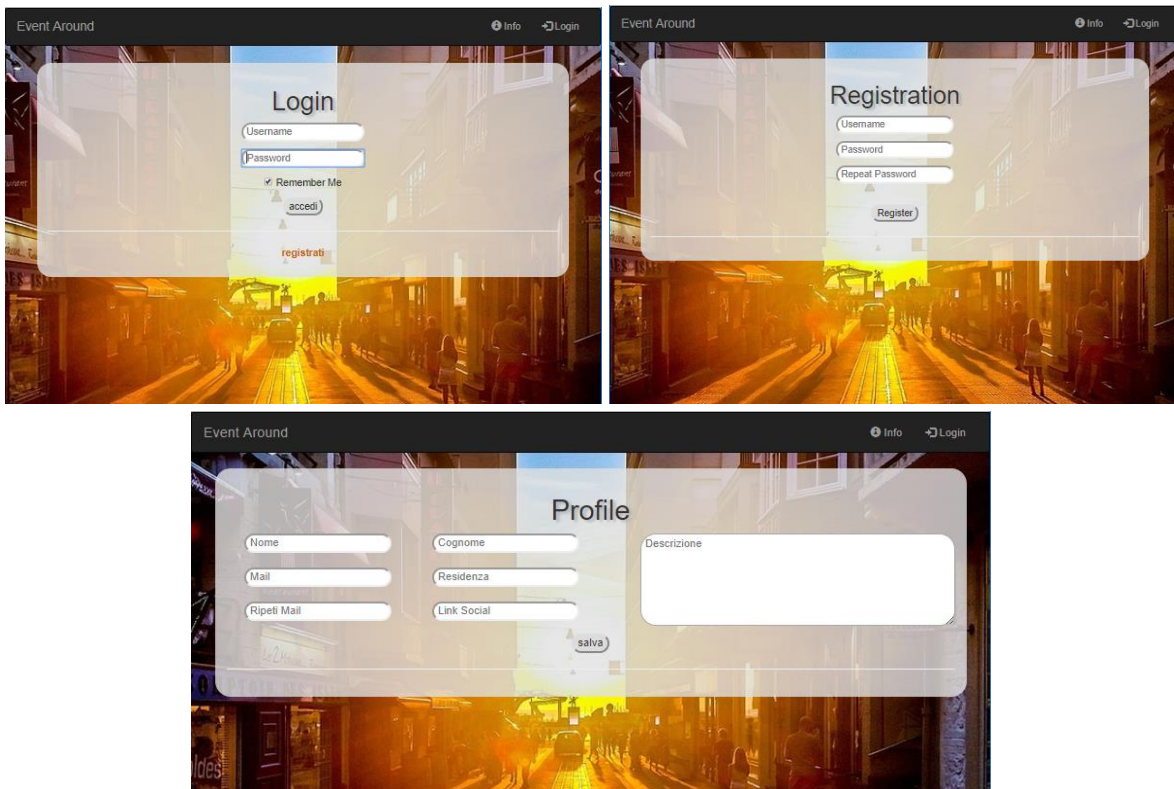 Event Around Info Login
Login
Username
Password
Remember Me
accedi
registrati
Event Around Info Login
Registration
Username
Password
Repeat Password
Register
Event Around Info Login
Profile
Nome Cognome Descrizione
Mail Residenza
Ripeti Mail Link Social
salva